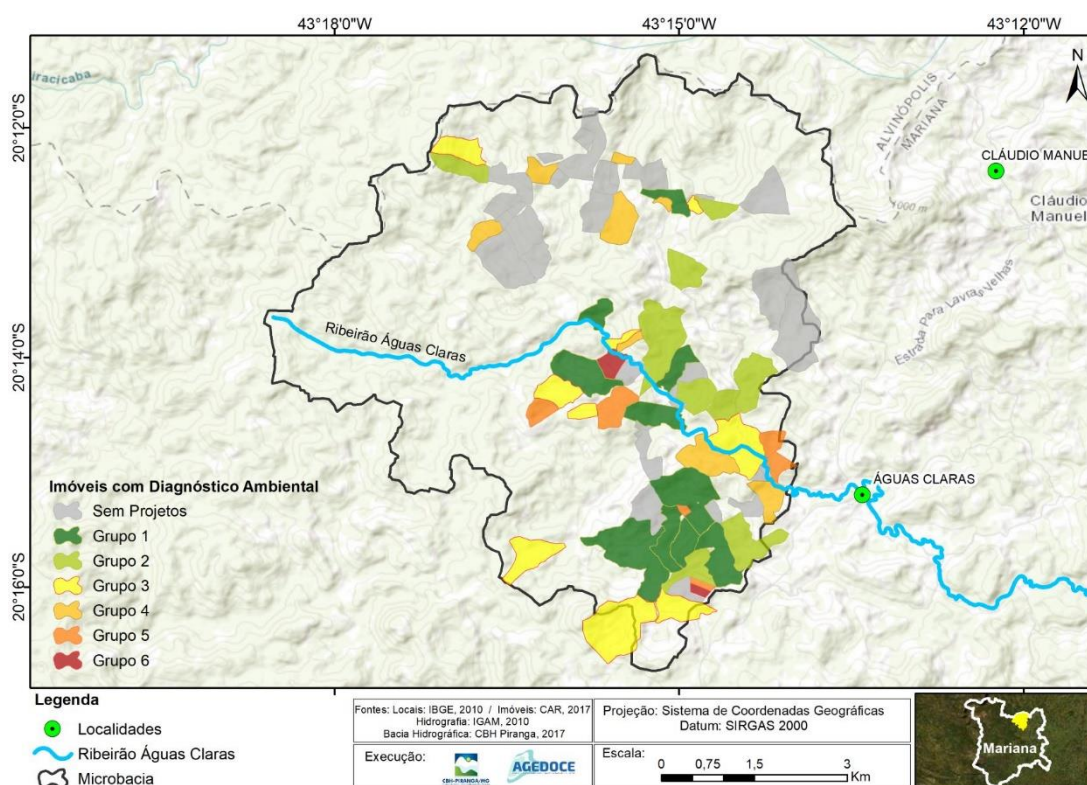 43°18'0"W
43°15'0"W
43°12'0"W
20°12'0"S
20°14'0"S
20°16'0"S
iracicaba
N
ALVINÓPOLIS
MARIANA
CLÁUDIO MANUE
Cláudio
Manuel
1000 m
Estrada Para Lavras Velhas
Ribeirão Águas Claras
ÁGUAS CLARAS
Imóveis com Diagnóstico Ambiental
Sem Projetos
Grupo 1
Grupo 2
Grupo 3
Grupo 4
Grupo 5
Grupo 6
Legenda
Localidades
Ribeirão Águas Claras
Microbacia
Fontes: Locais: IBGE, 2010 / Imóveis: CAR, 2017
Hidrografia: IGAM, 2010
Bacia Hidrográfica: CBH Piranga, 2017
Execução:
CBH-PIRANGA/MG
AGEDOCE
Projeção: Sistema de Coordenadas Geográficas
Datum: SIRGAS 2000
Escala:
0 0,75 1,5 3
Km
Mariana